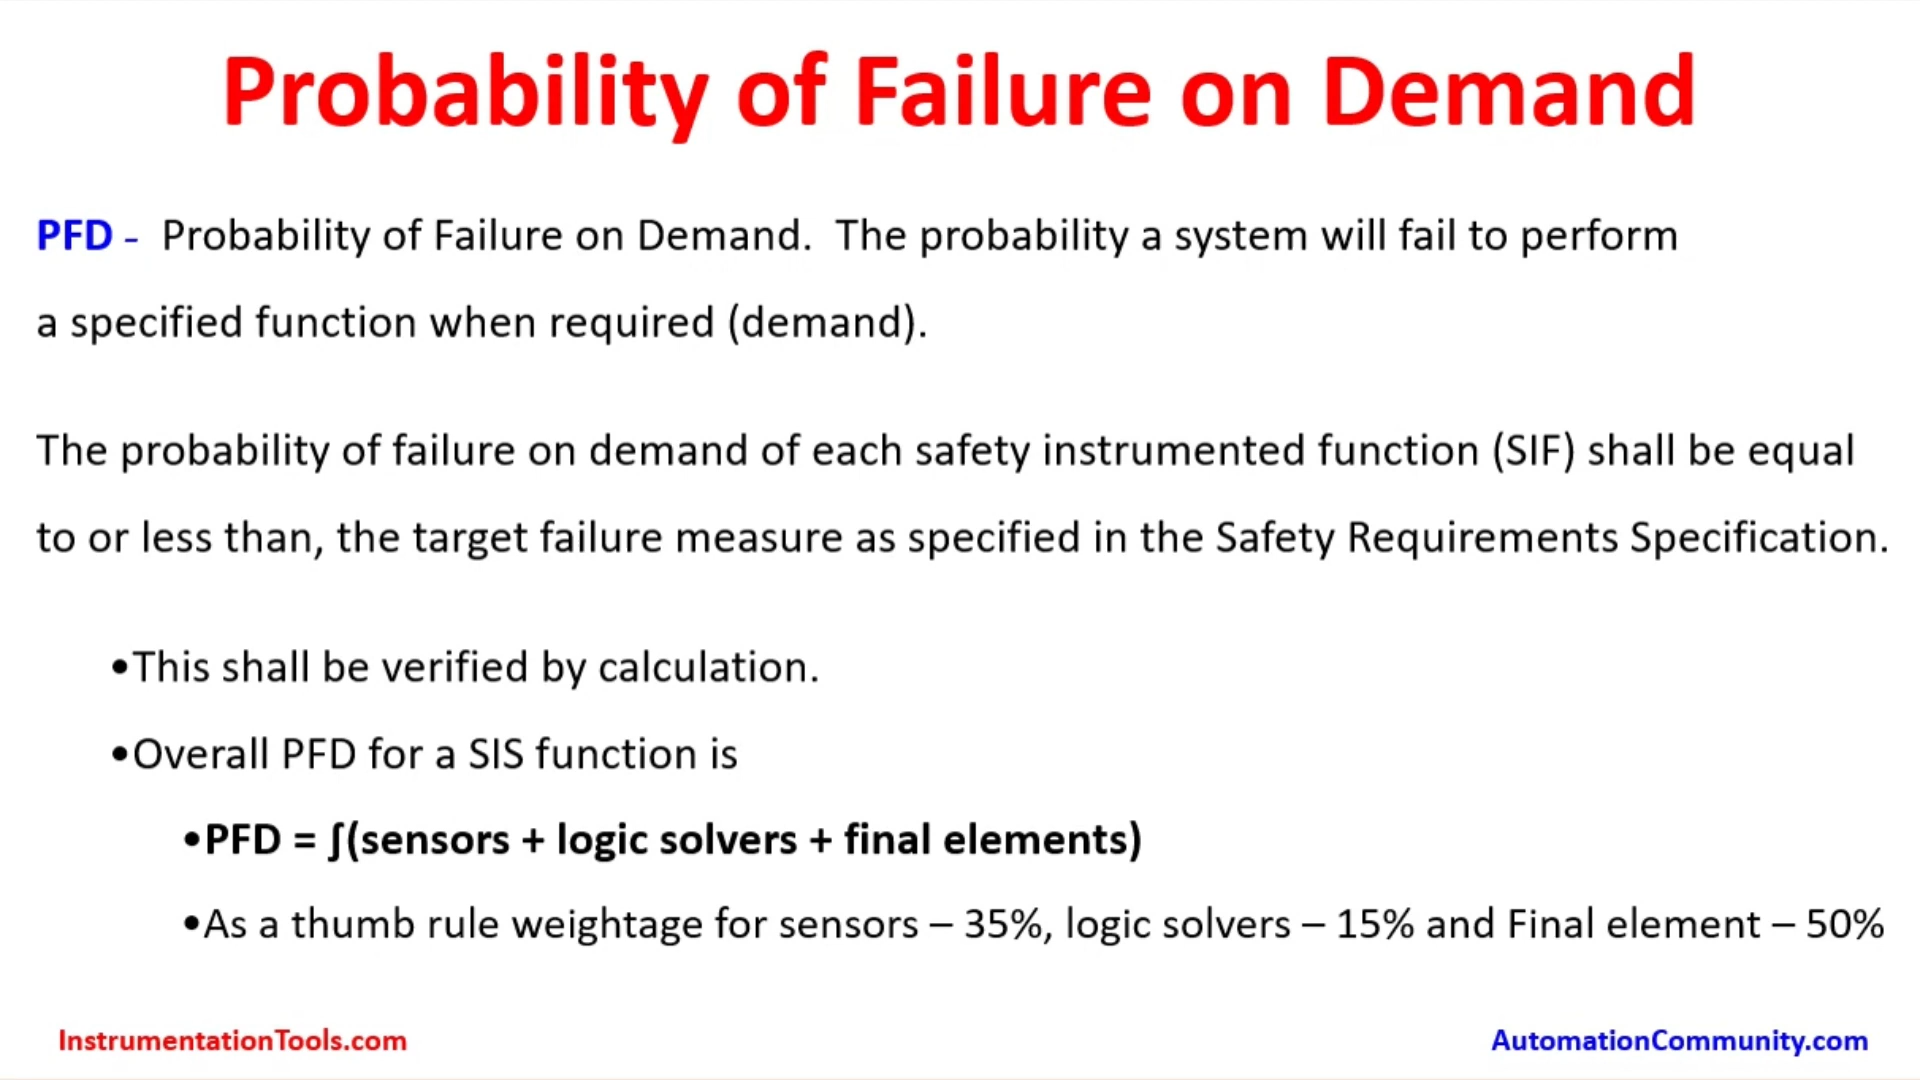 Probability of Failure on Demand
PFD - Probability of Failure on Demand. The probability a system will fail to perform
a specified function when required (demand).
The probability of failure on demand of each safety instrumented function (SIF) shall be equal
to or less than, the target failure measure as specified in the Safety Requirements Specification.
•This shall be verified by calculation.
•Overall PFD for a SIS function is
•PFD = ∫(sensors + logic solvers + final elements)
•As a thumb rule weightage for sensors – 35%, logic solvers – 15% and Final element – 50%
InstrumentationTools.com
AutomationCommunity.com